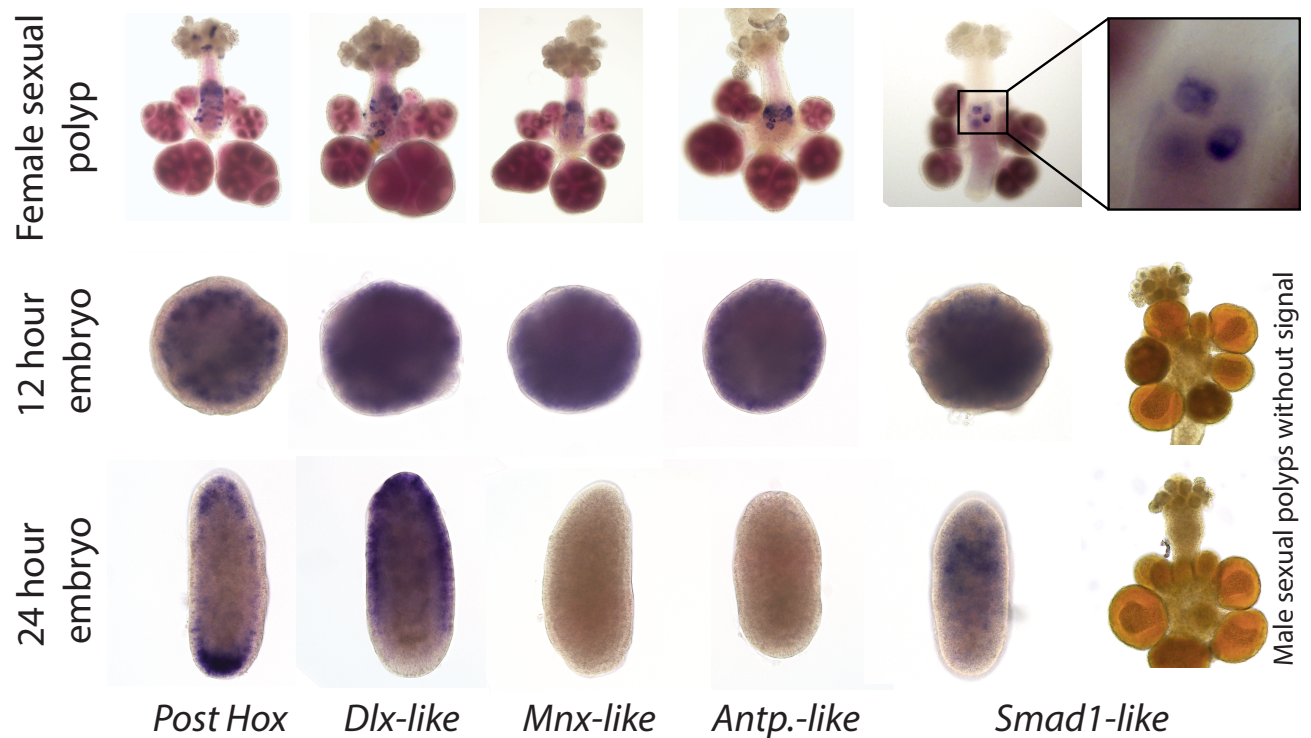 Female sexual
polyp
12 hour
embryo
24 hour
embryo
Male sexual polyps without signal
Post Hox
Dlx-like
Mnx-like
Antp.-like
Smad1-like